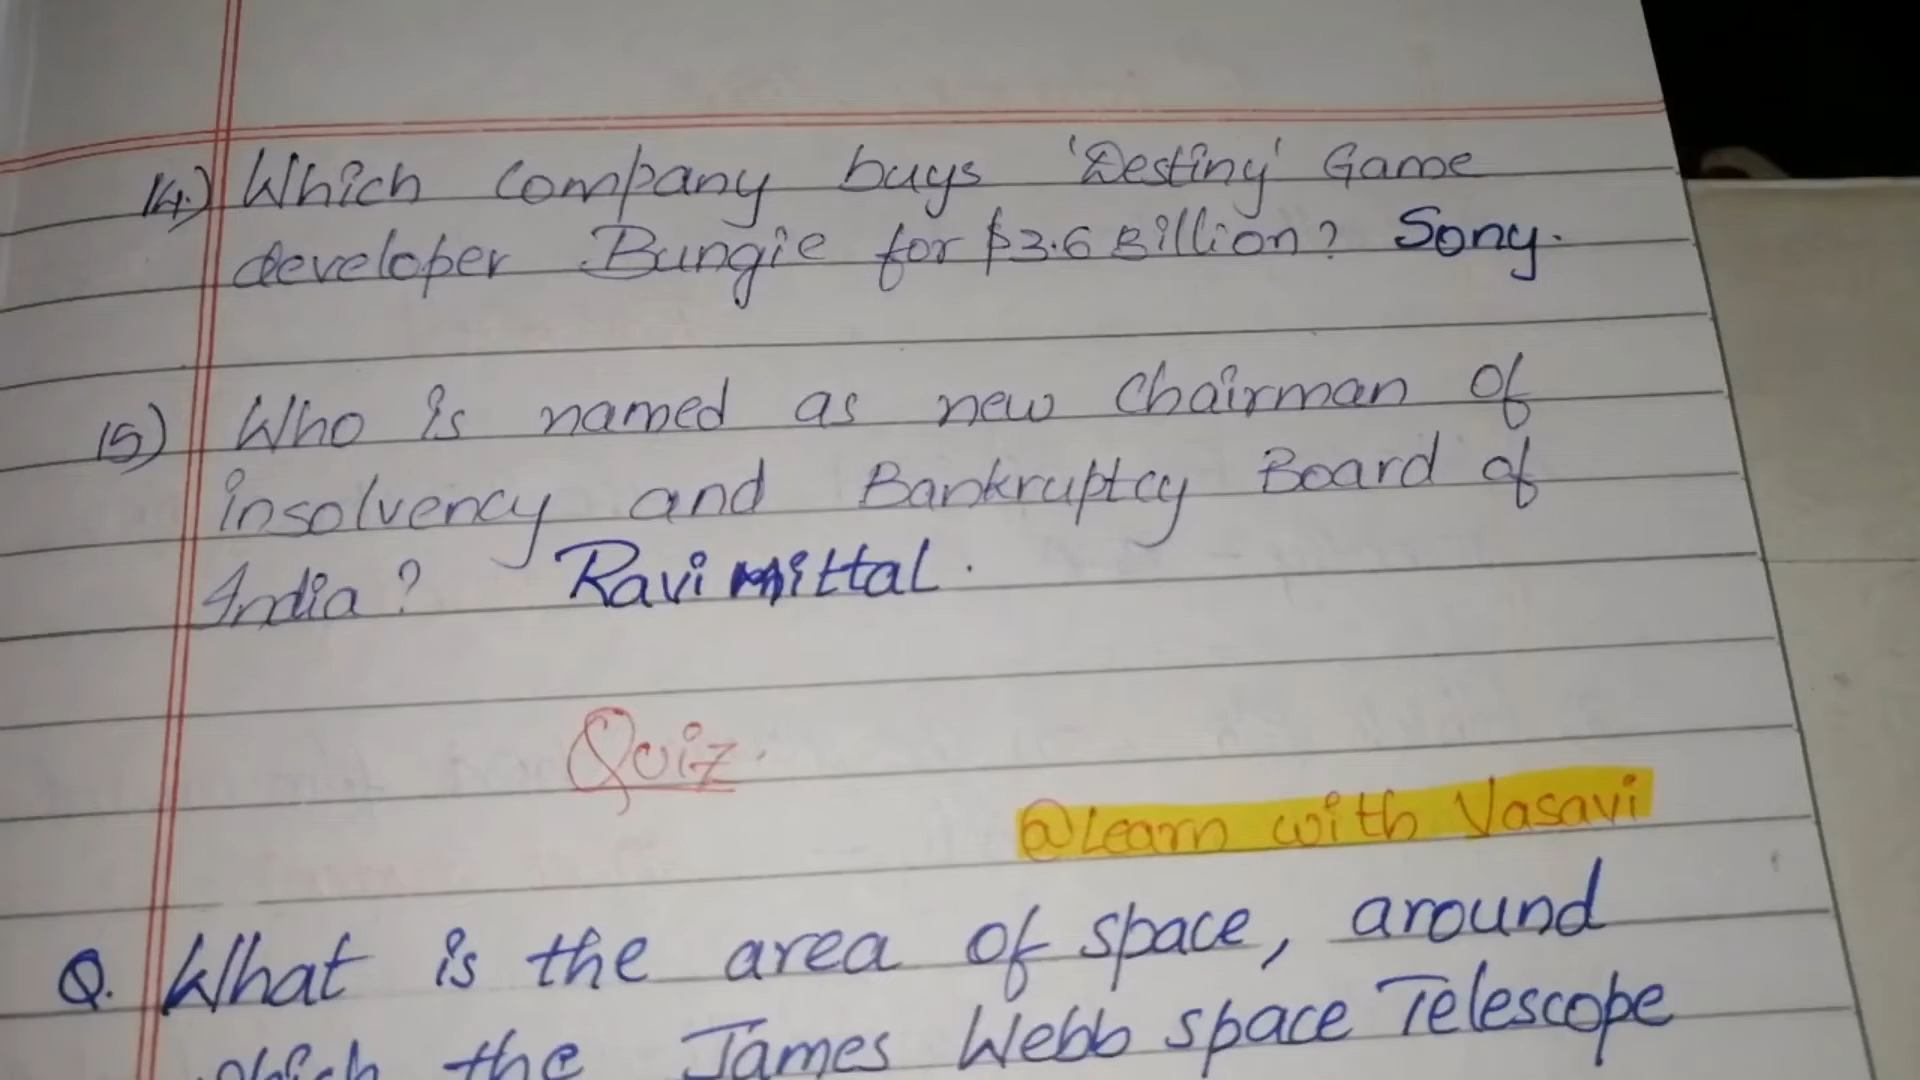 14.) Which company buys 'Destiny' Game
developer Bungie for $3.6 Billion? Sony.
15) Who is named as new Chairman of
insolvency and Bankruptcy Board of
India? Ravi mittal.
Quiz.
@Learn with Vasavi
Q. What is the area of space, around
which the James Webb space Telescope